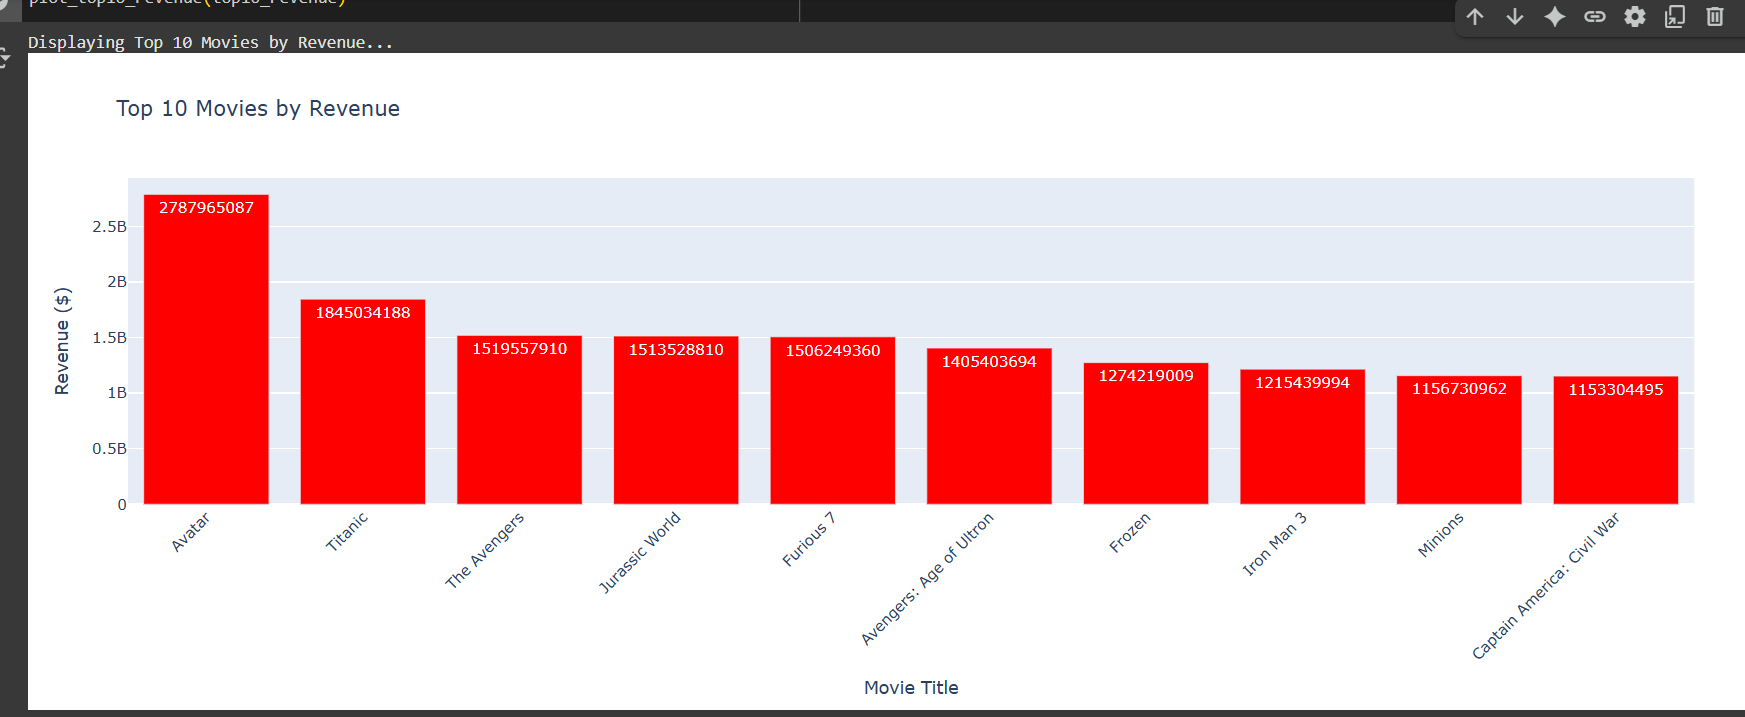 plot_top10_revenue(top10_revenue)
Displaying Top 10 Movies by Revenue...
Top 10 Movies by Revenue
Revenue ($)
2.5B
2B
1.5B
1B
0.5B
0
2787965087
1845034188
1519557910
1513528810
1506249360
1405403694
1274219009
1215439994
1156730962
1153304495
Avatar
Titanic
The Avengers
Jurassic World
Furious 7
Avengers: Age of Ultron
Frozen
Iron Man 3
Minions
Captain America: Civil War
Movie Title